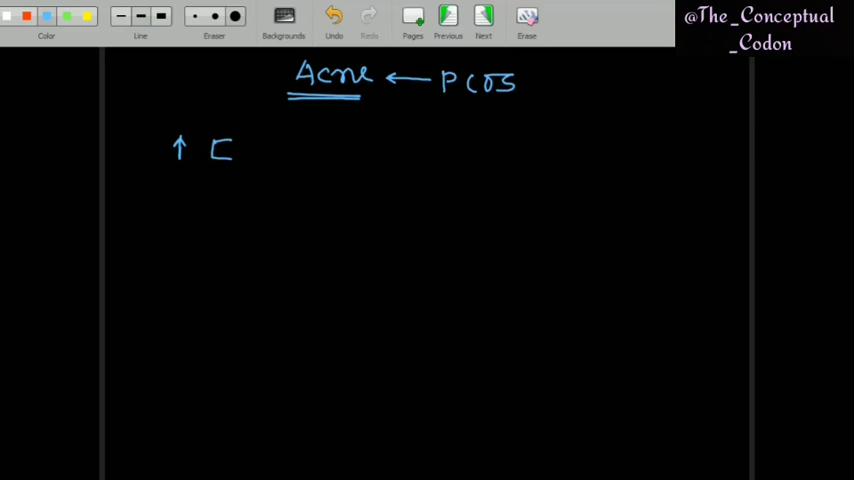 Color Line Eraser Backgrounds Undo Redo Pages Previous Next Erase
@The_Conceptual
_Codon
Acne ← PCOS
↑